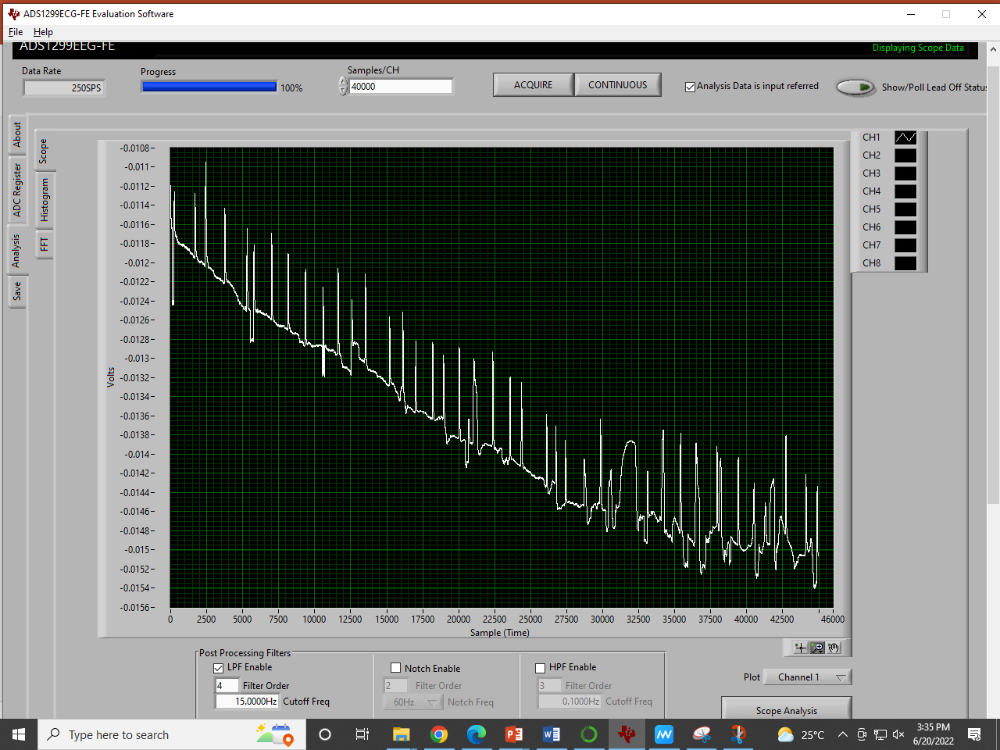 ADS1299ECG-FE Evaluation Software
File Help
ADS1299EEG-FE
Displaying Scope Data
Data Rate
250SPS
Progress
100%
Samples/CH
40000
ACQUIRE
CONTINUOUS
Analysis Data is input referred
Show/Poll Lead Off Status
About
ADC Register
Analysis
Save
Scope
Histogram
FFT
CH1
CH2
CH3
CH4
CH5
CH6
CH7
CH8
Volts
-0.0108
-0.011
-0.0112
-0.0114
-0.0116
-0.0118
-0.012
-0.0122
-0.0124
-0.0126
-0.0128
-0.013
-0.0132
-0.0134
-0.0136
-0.0138
-0.014
-0.0142
-0.0144
-0.0146
-0.0148
-0.015
-0.0152
-0.0154
-0.0156
0 2500 5000 7500 10000 12500 15000 17500 20000 22500 25000 27500 30000 32500 35000 37500 40000 42500 46000
Sample (Time)
Post Processing Filters
LPF Enable
4 Filter Order
15.0000Hz Cutoff Freq
Notch Enable
2 Filter Order
60Hz Notch Freq
HPF Enable
3 Filter Order
0.1000Hz Cutoff Freq
Plot Channel 1
Scope Analysis
Type here to search
25°C
3:35 PM
6/20/2022